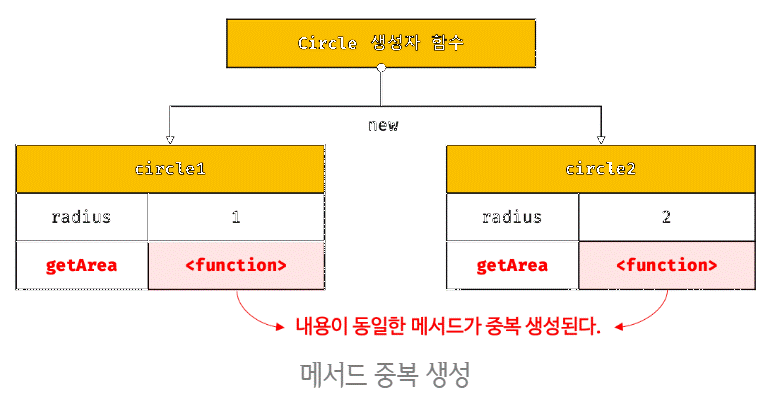 Circle 생성자 함수
new
circle1
circle2
radius 1
radius 2
getArea <function>
getArea <function>
내용이 동일한 메서드가 중복 생성된다.
메서드 중복 생성